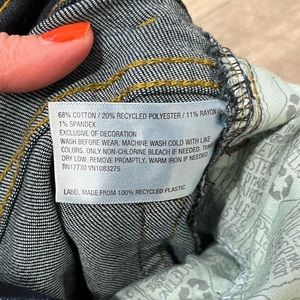 68% COTTON / 20% RECYCLED POLYESTER / 11% RAYON /
1% SPANDEX
EXCLUSIVE OF DECORATION
WASH BEFORE WEAR, MACHINE WASH COLD WITH LIKE
COLORS. ONLY NON-CHLORINE BLEACH IF NEEDED. TUMBLE
DRY LOW. REMOVE PROMPTLY. WARM IRON IF NEEDED.
RN17730 VN1083275
LABEL MADE FROM 100% RECYCLED PLASTIC